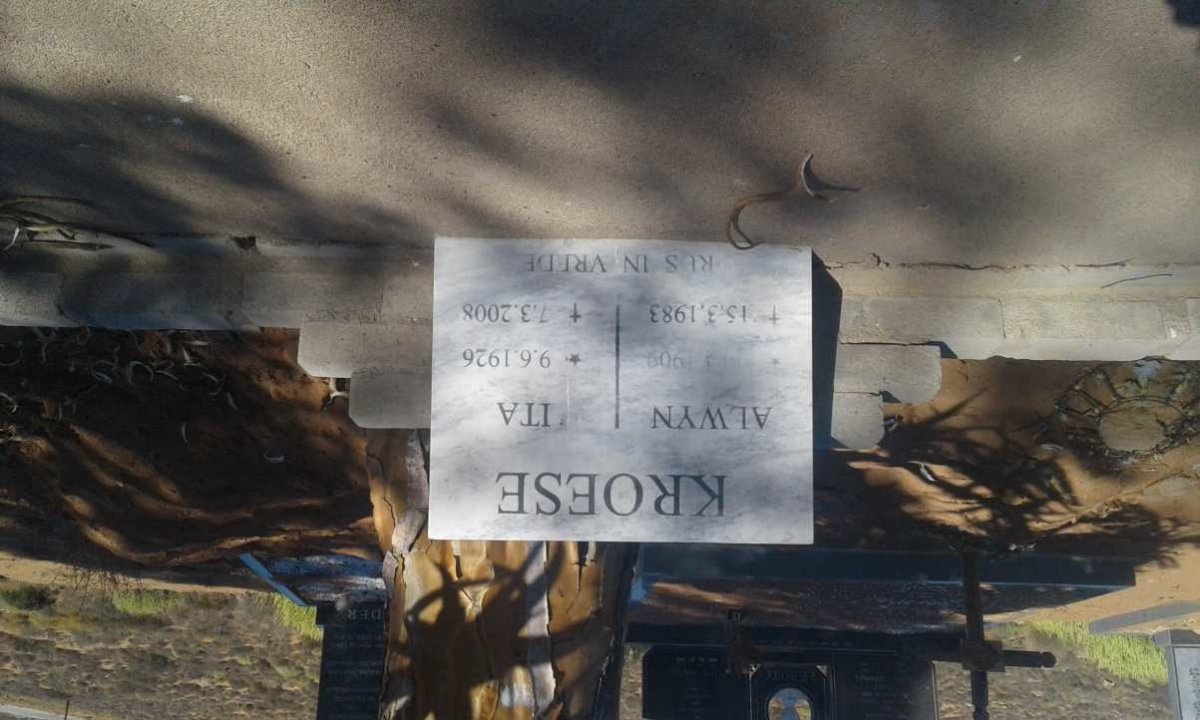 KROESE
ALWYN ITA
★ 9.6.1926
✝ 15.3.1983 ✝ 7.3.2008
RUS IN VREDE